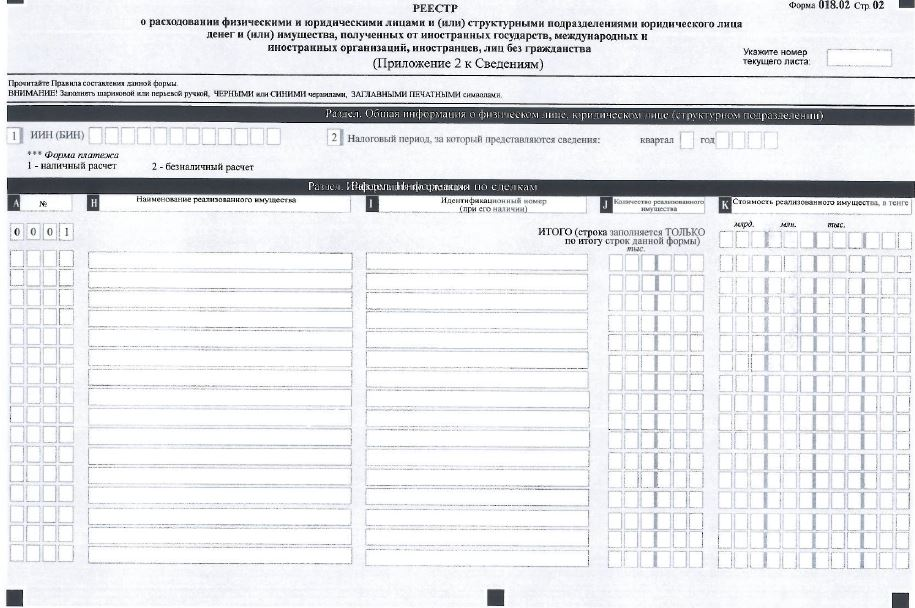 Форма 018.02 Стр. 02
РЕЕСТР
о расходовании физическими и юридическими лицами и (или) структурными подразделениями юридического лица
денег и (или) имущества, полученных от иностранных государств, международных и
иностранных организаций, иностранцев, лиц без гражданства
(Приложение 2 к Сведениям)
Укажите номер
текущего листа:
Прочитайте Правила составления данной формы.
ВНИМАНИЕ! Заполнять шариковой или перьевой ручкой, ЧЕРНЫМИ или СИНИМИ чернилами, ЗАГЛАВНЫМИ ПЕЧАТНЫМИ символами.
Раздел. Общая информация о физическом лице, юридическом лице (структурном подразделении)
1 ИИН (БИН) 2 Налоговый период, за который представляются сведения: квартал год
*** Форма платежа
1 - наличный расчет 2 - безналичный расчет
Раздел. Информация по сделкам
A № H Наименование реализованного имущества I Идентификационный номер
(при его наличии)
J Количество реализованного
имущества
K Стоимость реализованного имущества, в тенге
млрд. млн. тыс.
0 0 0 1 ИТОГО (строка заполняется ТОЛЬКО
по итогу строк данной формы)
тыс.